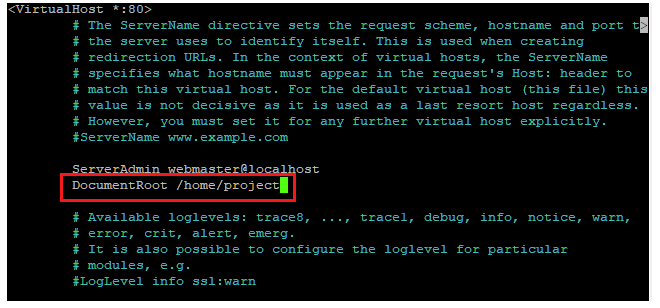 <VirtualHost *:80>
# The ServerName directive sets the request scheme, hostname and port t>
# the server uses to identify itself. This is used when creating
# redirection URLs. In the context of virtual hosts, the ServerName
# specifies what hostname must appear in the request's Host: header to
# match this virtual host. For the default virtual host (this file) this
# value is not decisive as it is used as a last resort host regardless.
# However, you must set it for any further virtual host explicitly.
#ServerName www.example.com
ServerAdmin webmaster@localhost
DocumentRoot /home/project
# Available loglevels: trace8, ..., trace1, debug, info, notice, warn,
# error, crit, alert, emerg.
# It is also possible to configure the loglevel for particular
# modules, e.g.
#LogLevel info ssl:warn